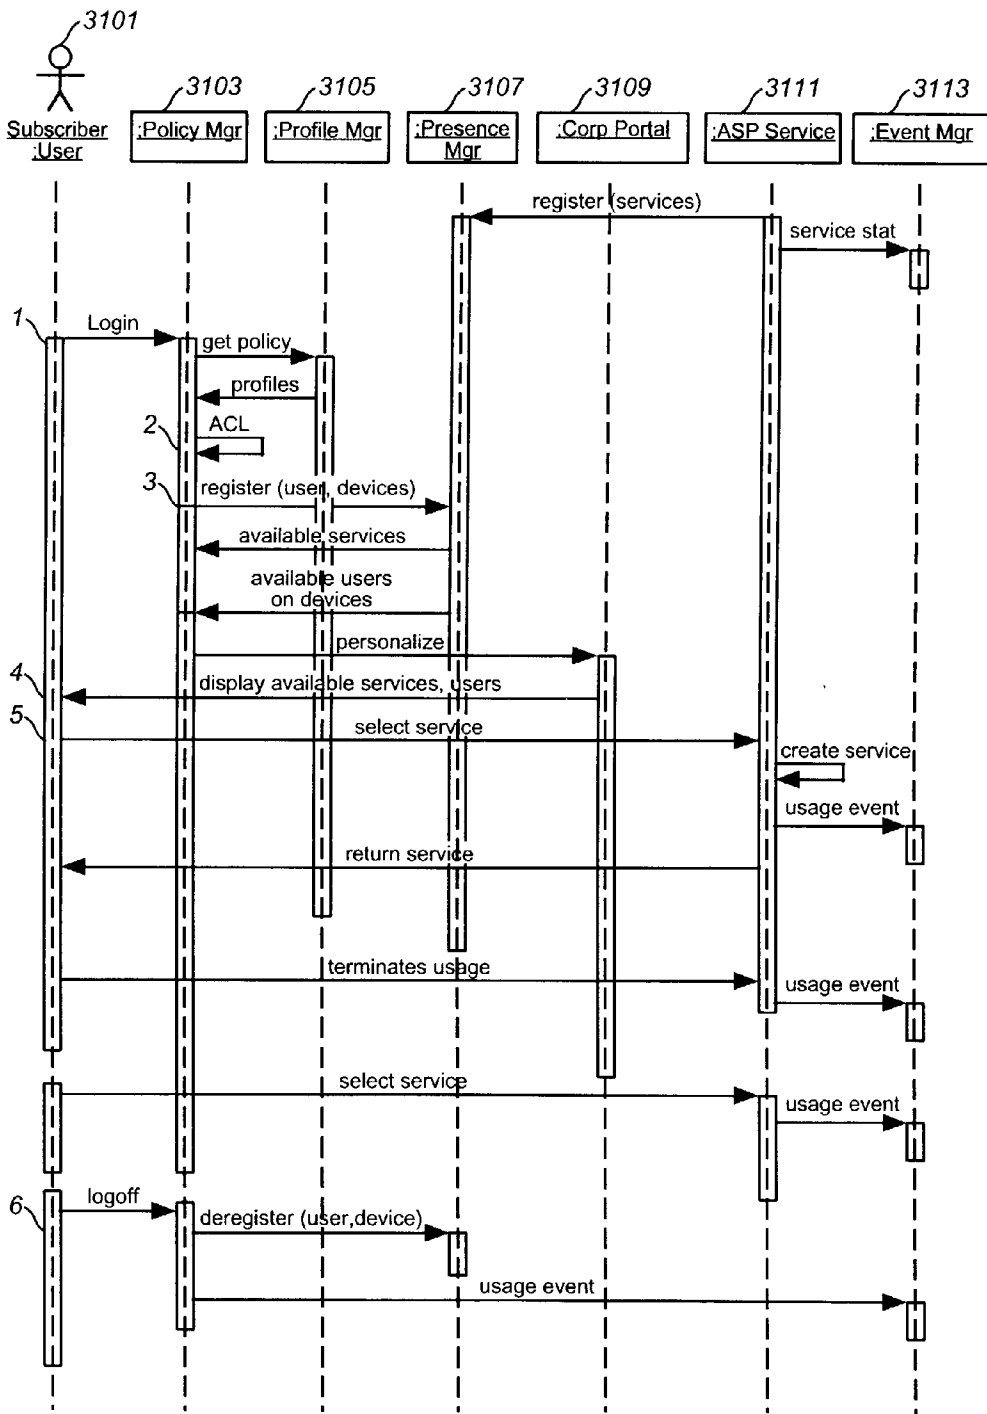 3101
3103
3105
3107
3109
3111
3113
Subscriber
:User
:Policy Mgr
:Profile Mgr
:Presence
Mgr
:Corp Portal
:ASP Service
:Event Mgr
register (services)
service stat
1
Login
get policy
profiles
2
ACL
3
register (user, devices)
available services
available users
on devices
personalize
4
display available services, users
5
select service
create service
usage event
return service
terminates usage
usage event
select service
usage event
6
logoff
deregister (user,device)
usage event